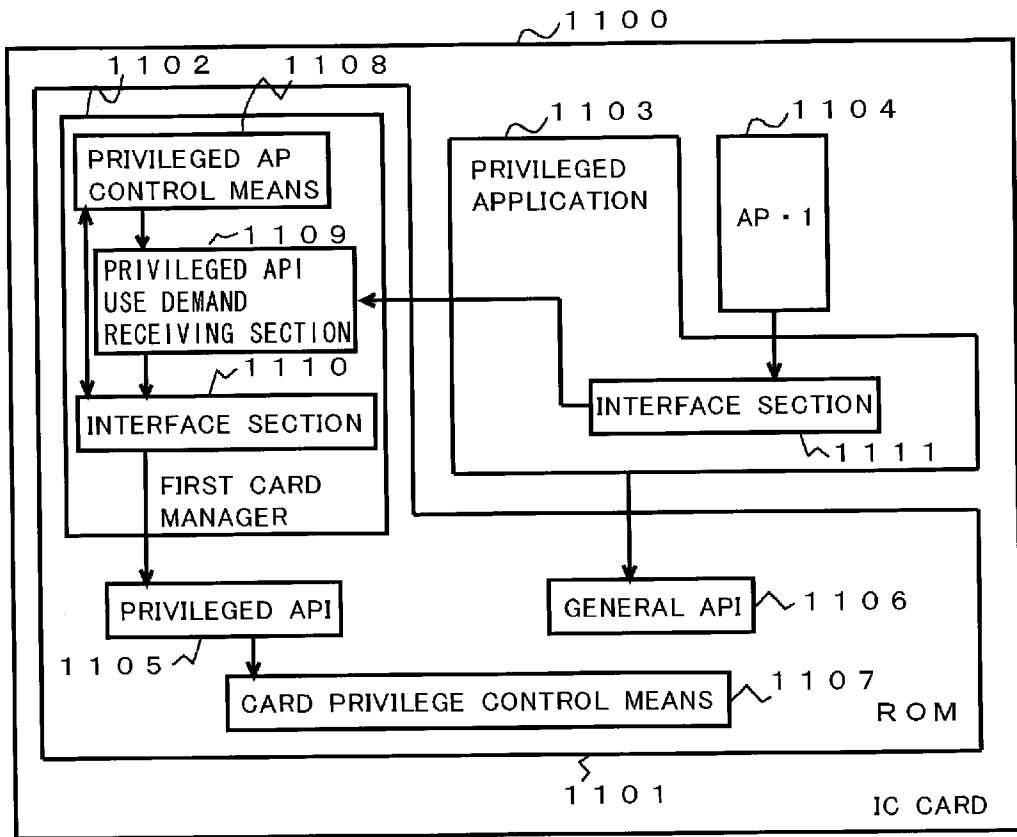 1100
1102
1108
1103
1104
PRIVILEGED AP
CONTROL MEANS
PRIVILEGED
APPLICATION
AP・1
1109
PRIVILEGED API
USE DEMAND
RECEIVING SECTION
1110
INTERFACE SECTION
INTERFACE SECTION
1111
FIRST CARD
MANAGER
PRIVILEGED API
GENERAL API
1106
1105
CARD PRIVILEGE CONTROL MEANS
1107
ROM
1101
IC CARD